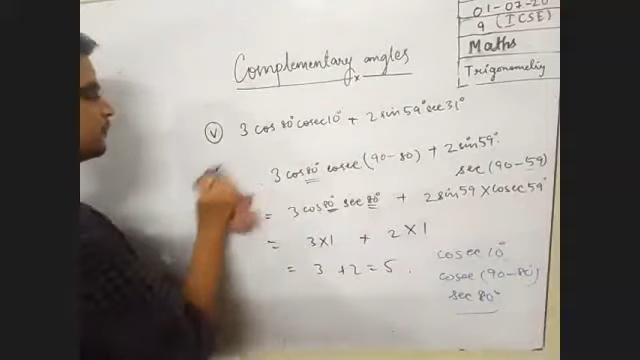 01-07-20
9 (ICSE)
Maths
Trigonometry
Complementary angles
(v) 3 cos 80° cosec 10° + 2 sin 59° sec 31°
3 cos 80° cosec (90-80) + 2 sin 59°.
sec (90-59)
= 3 cos 80° sec 80° + 2 sin 59 × cosec 59°
= 3×1 + 2×1
= 3 + 2 = 5.
cosec 10°
cosec (90-80)
sec 80°